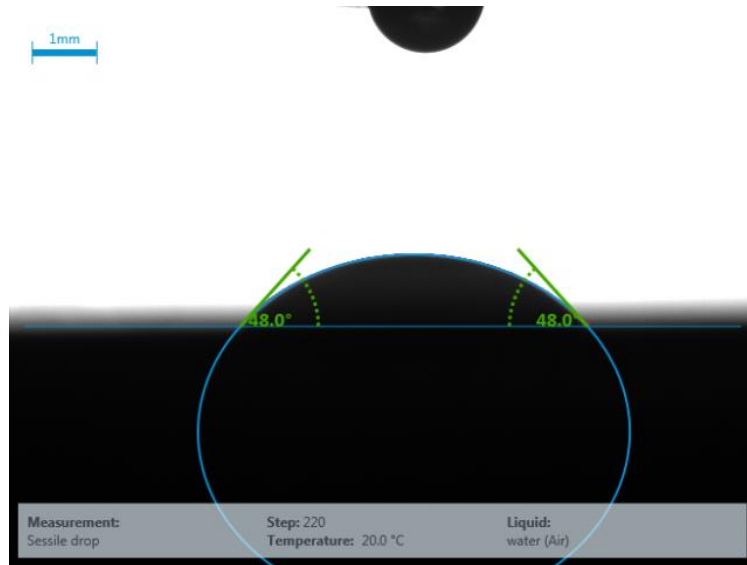 1mm
48.0° 48.0°
Measurement: Step: 220 Liquid:
Sessile drop Temperature: 20.0 °C water (Air)